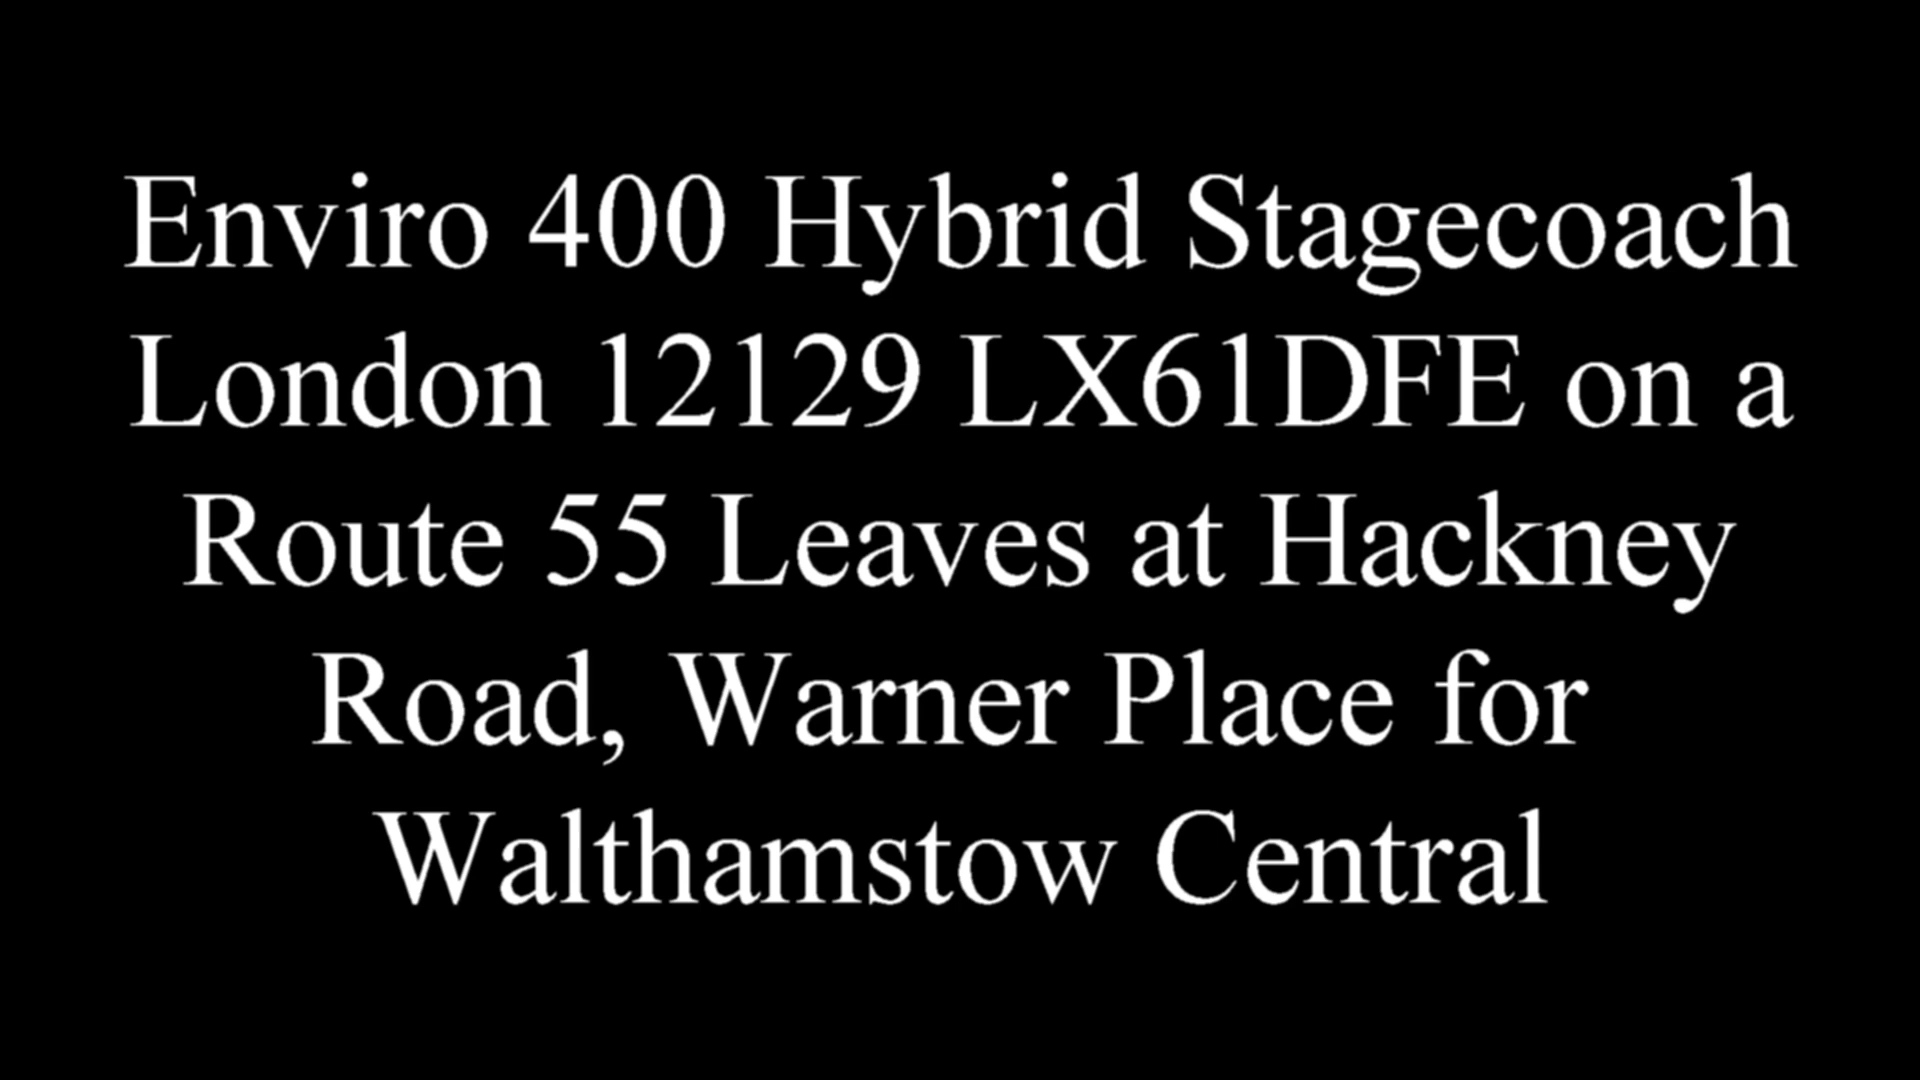 Enviro 400 Hybrid Stagecoach
London 12129 LX61DFE on a
Route 55 Leaves at Hackney
Road, Warner Place for
Walthamstow Central